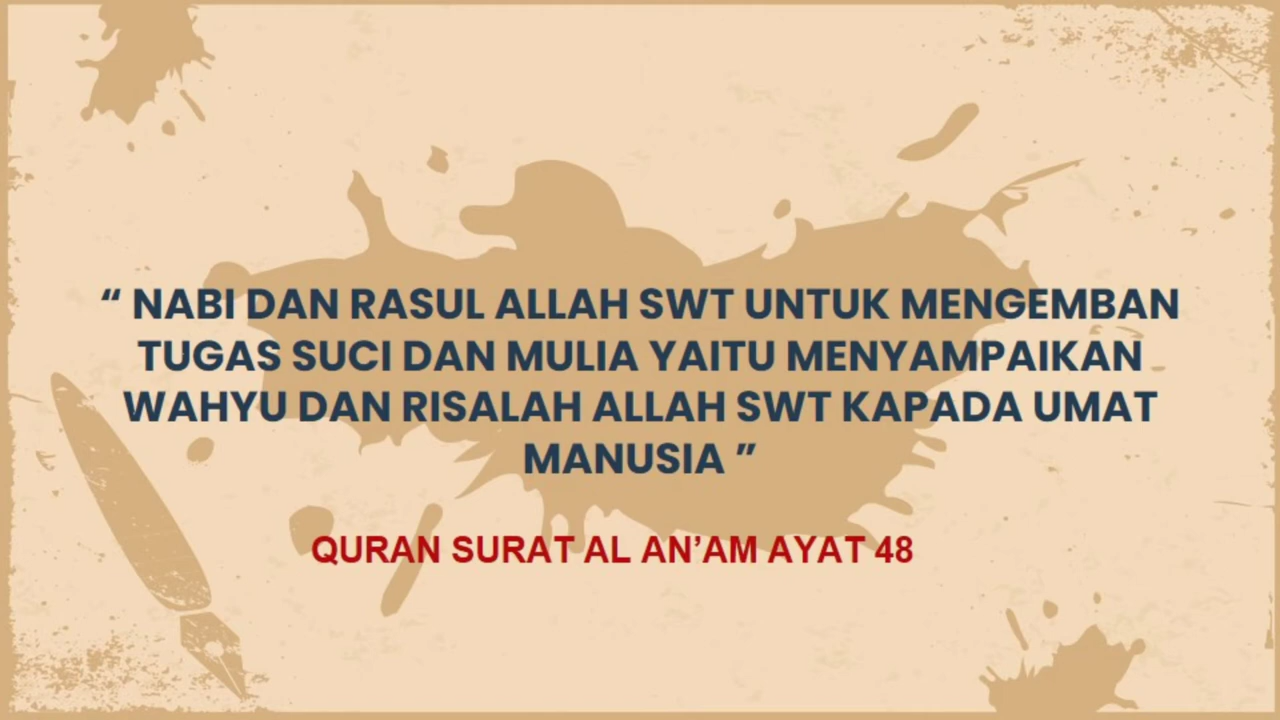 “ NABI DAN RASUL ALLAH SWT UNTUK MENGEMBAN
TUGAS SUCI DAN MULIA YAITU MENYAMPAIKAN
WAHYU DAN RISALAH ALLAH SWT KAPADA UMAT
MANUSIA ”
QURAN SURAT AL AN’AM AYAT 48